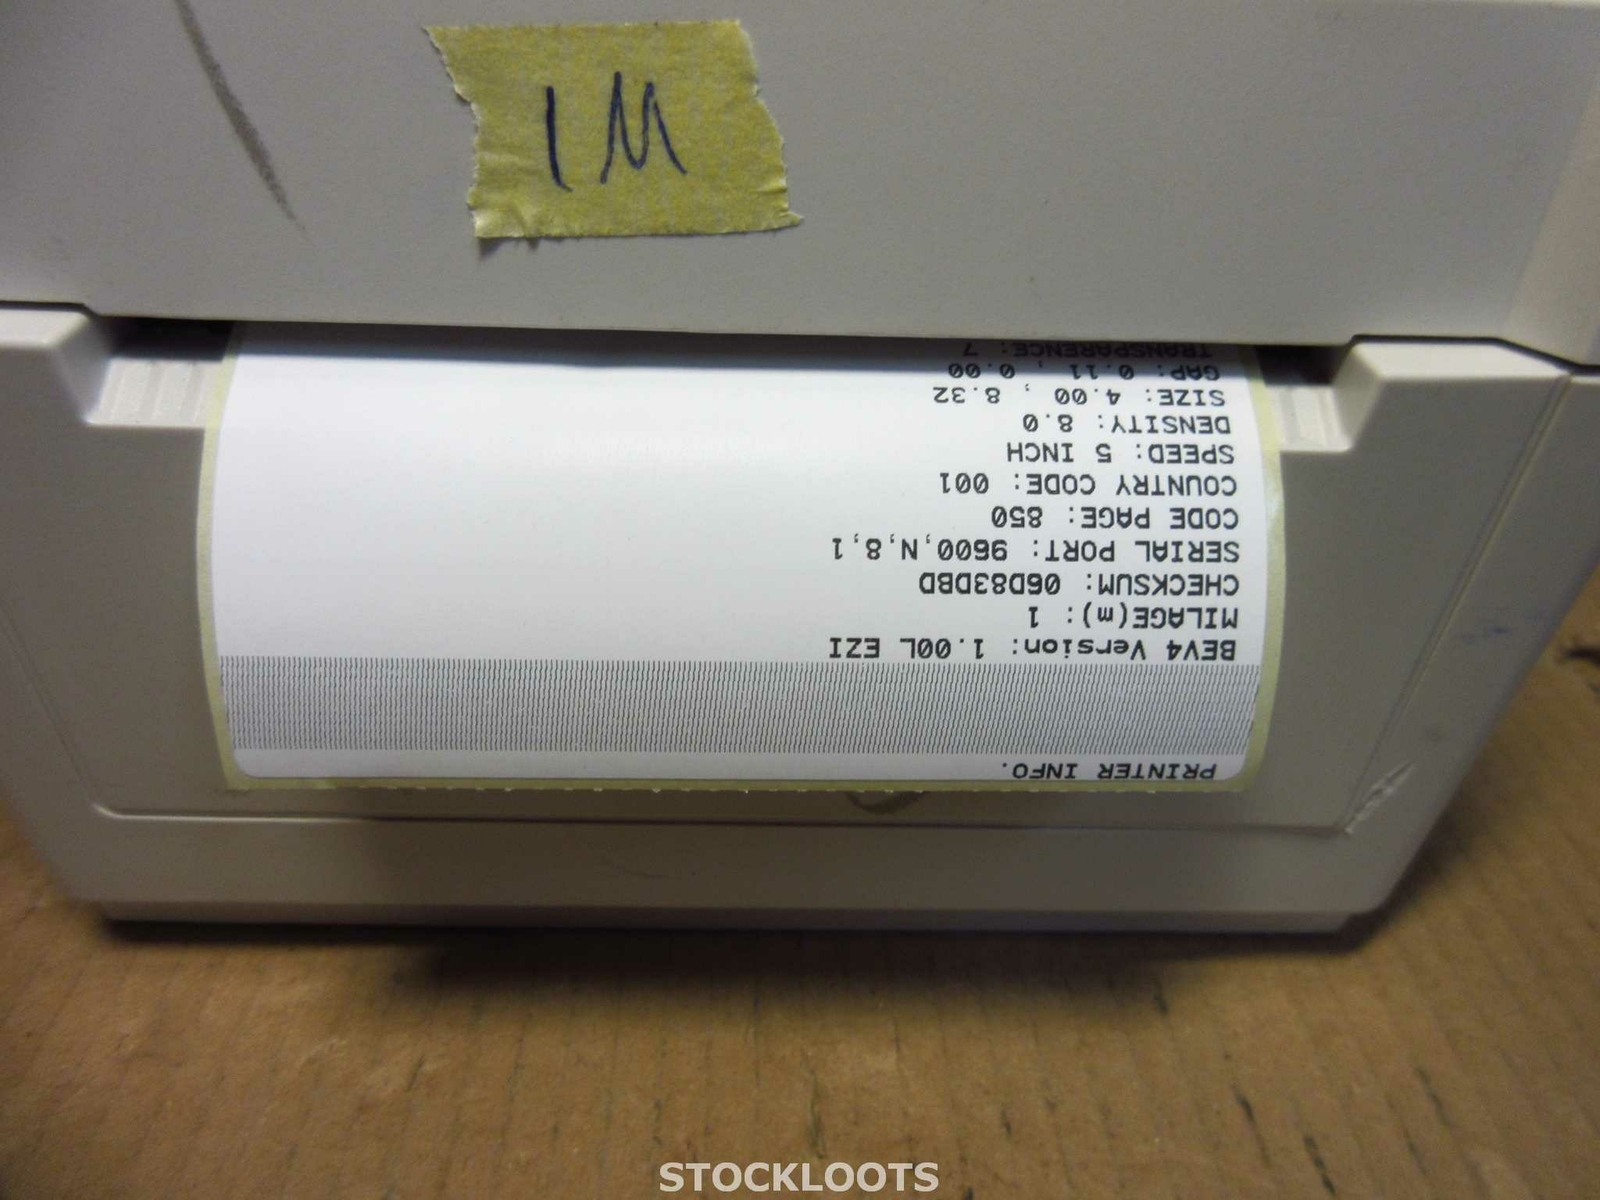 1M
PRINTER INFO.
BEV4 Version: 1.00L EZI
MILAGE(m): 1
CHECKSUM: 06D83DBD
SERIAL PORT: 9600,N,8,1
CODE PAGE: 850
COUNTRY CODE: 001
SPEED: 5 INCH
DENSITY: 8.0
SIZE: 4.00 , 8.32
GAP: 0.11 , 0.00
TRANSPARENCE: 7
STOCKLOOTS